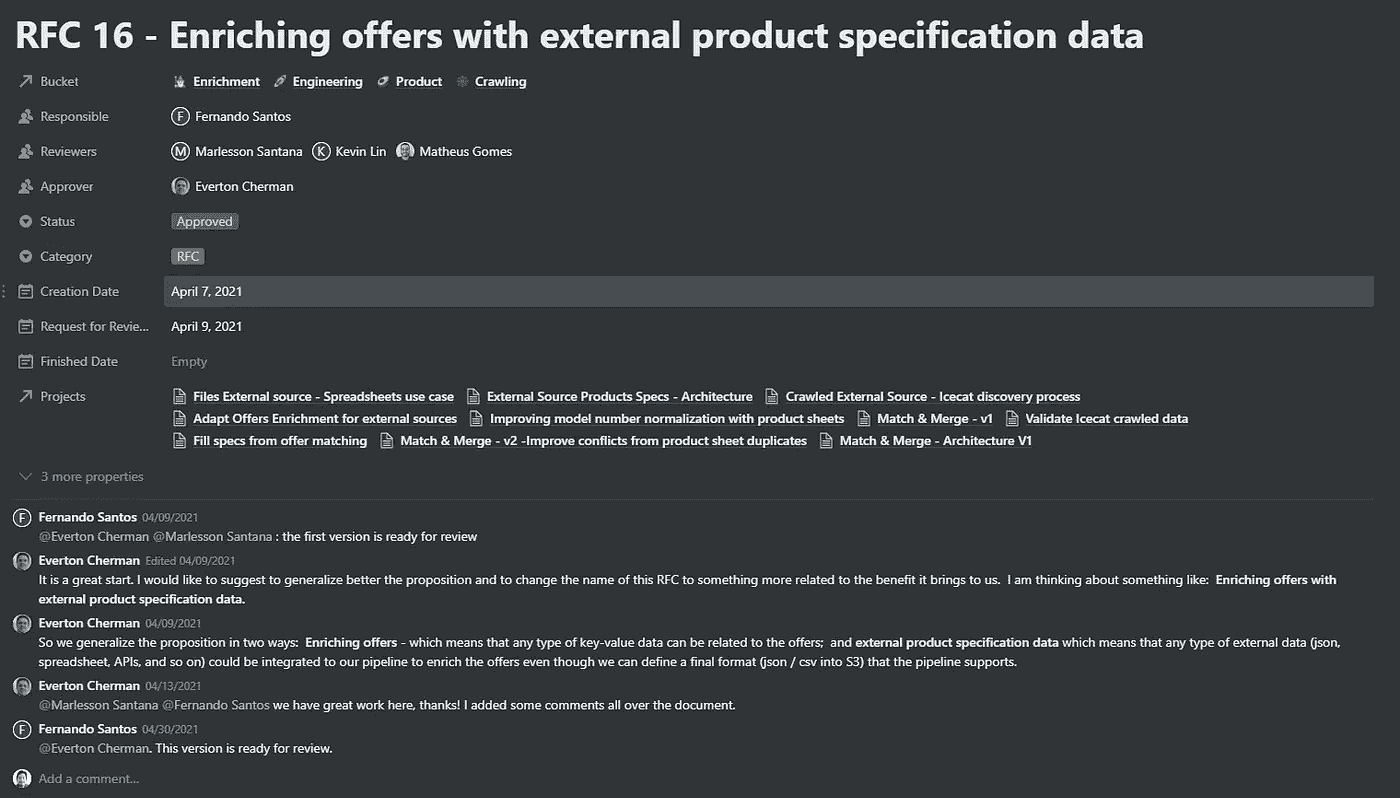 RFC 16 - Enriching offers with external product specification data
Bucket Enrichment Engineering Product Crawling
Responsible F Fernando Santos
Reviewers M Marlesson Santana K Kevin Lin Matheus Gomes
Approver Everton Cherman
Status Approved
Category RFC
Creation Date April 7, 2021
Request for Revie... April 9, 2021
Finished Date Empty
Projects Files External source - Spreadsheets use case External Source Products Specs - Architecture Crawled External Source - Icecat discovery process
Adapt Offers Enrichment for external sources Improving model number normalization with product sheets Match & Merge - v1 Validate Icecat crawled data
Fill specs from offer matching Match & Merge - v2 -Improve conflicts from product sheet duplicates Match & Merge - Architecture V1
3 more properties
F Fernando Santos 04/09/2021
@Everton Cherman @Marlesson Santana : the first version is ready for review
Everton Cherman Edited 04/09/2021
It is a great start. I would like to suggest to generalize better the proposition and to change the name of this RFC to something more related to the benefit it brings to us. I am thinking about something like: Enriching offers with
external product specification data.
Everton Cherman 04/09/2021
So we generalize the proposition in two ways: Enriching offers - which means that any type of key-value data can be related to the offers; and external product specification data which means that any type of external data (json,
spreadsheet, APIs, and so on) could be integrated to our pipeline to enrich the offers even though we can define a final format (json / csv into S3) that the pipeline supports.
Everton Cherman 04/13/2021
@Marlesson Santana @Fernando Santos we have great work here, thanks! I added some comments all over the document.
F Fernando Santos 04/30/2021
@Everton Cherman. This version is ready for review.
Add a comment...